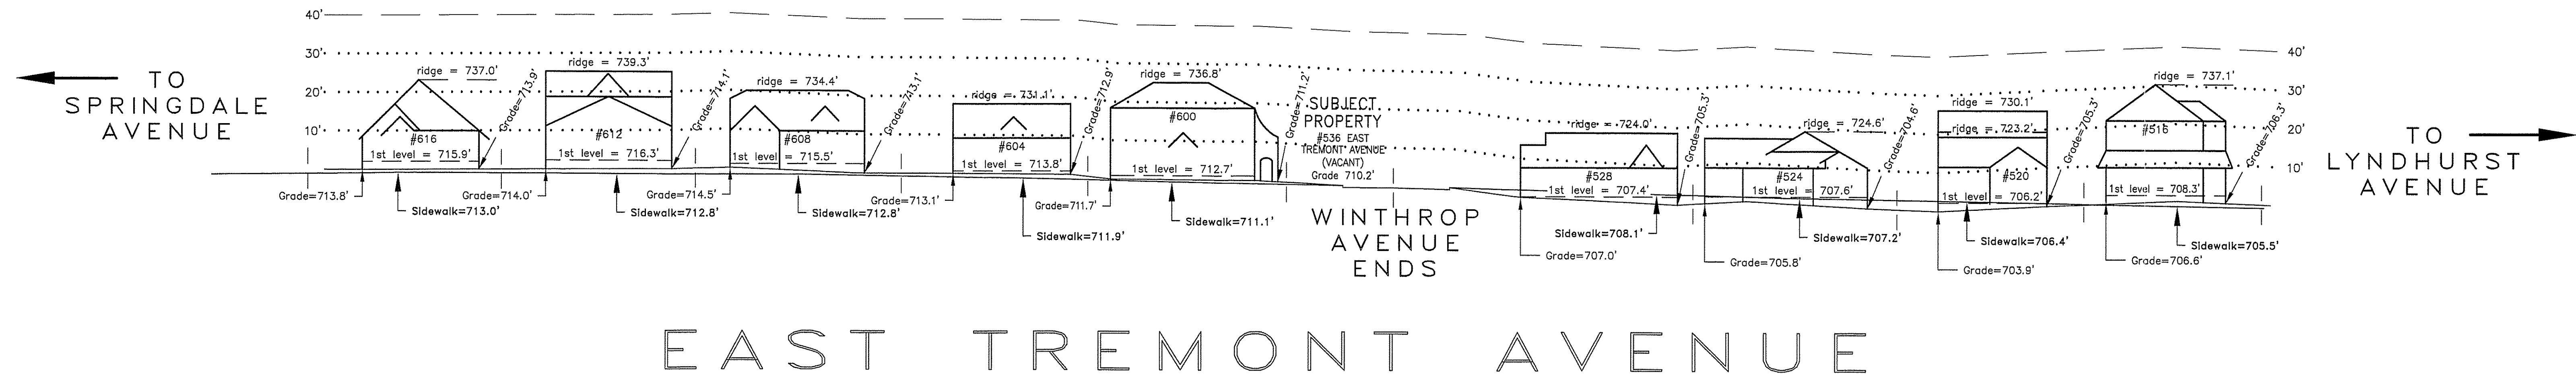 40'
30'
20'
10'
TO
SPRINGDALE
AVENUE
ridge = 737.0'
Grade=713.9'
#616
1st level = 715.9'
Grade=713.8'
Sidewalk=713.0'
ridge = 739.3'
Grade=714.1'
#612
1st level = 716.3'
Grade=714.0'
Sidewalk=712.8'
ridge = 734.4'
Grade=713.1'
#608
1st level = 715.5'
Grade=714.5'
Sidewalk=712.8'
ridge = 731.1'
Grade=712.9'
#604
1st level = 713.8'
Grade=713.1'
Sidewalk=711.9'
ridge = 736.8'
Grade=711.2'
#600
1st level = 712.7'
Grade=711.7'
Sidewalk=711.1'
SUBJECT
PROPERTY
#536 EAST
TREMONT AVENUE
(VACANT)
Grade 710.2'
WINTHROP
AVENUE
ENDS
ridge = 724.0'
Grade=705.3'
#528
1st level = 707.4'
Sidewalk=708.1'
Grade=707.0'
ridge = 724.6'
Grade=704.6'
#524
1st level = 707.6'
Sidewalk=707.2'
Grade=705.8'
ridge = 730.1'
ridge = 723.2'
Grade=705.3'
#520
1st level = 706.2'
Sidewalk=706.4'
Grade=703.9'
ridge = 737.1'
Grade=706.3'
#516
1st level = 708.3'
Sidewalk=705.5'
Grade=706.6'
40'
30'
20'
10'
TO
LYNDHURST
AVENUE
EAST TREMONT AVENUE